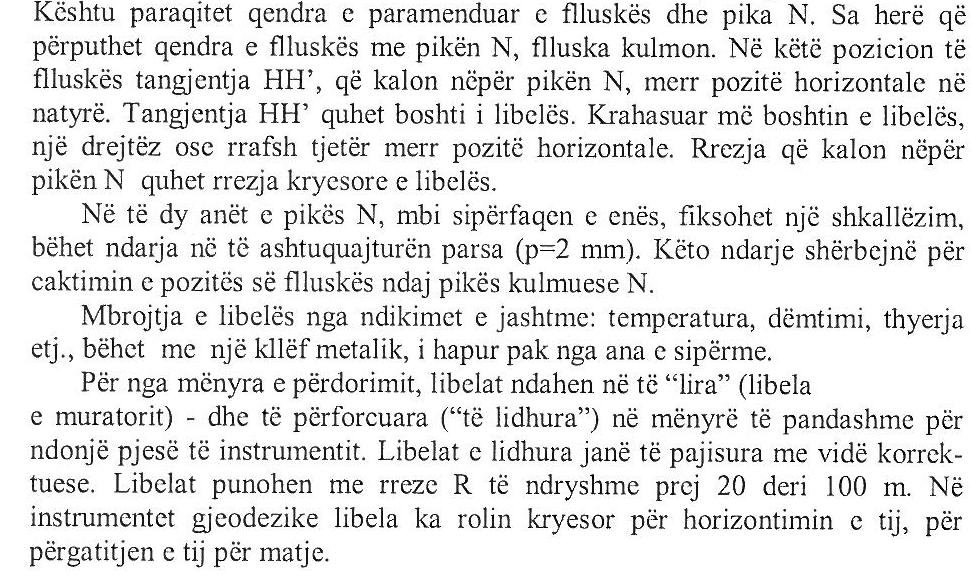 Kështu paraqitet qendra e paramenduar e flluskës dhe pika N. Sa herë që
përputhet qendra e flluskës me pikën N, flluska kulmon. Në këtë pozicion të
flluskës tangjentja HH’, që kalon nëpër pikën N, merr pozitë horizontale në
natyrë. Tangjentja HH’ quhet boshti i libelës. Krahasuar më boshtin e libelës,
një drejtëz ose rrafsh tjetër merr pozitë horizontale. Rrezja që kalon nëpër
pikën N quhet rrezja kryesore e libelës.
Në të dy anët e pikës N, mbi sipërfaqen e enës, fiksohet një shkallëzim,
bëhet ndarja në të ashtuquajturën parsa (p=2 mm). Këto ndarje shërbejnë për
caktimin e pozitës së flluskës ndaj pikës kulmuese N.
Mbrojtja e libelës nga ndikimet e jashtme: temperatura, dëmtimi, thyerja
etj., bëhet me një kllëf metalik, i hapur pak nga ana e sipërme.
Për nga mënyra e përdorimit, libelat ndahen në të “lira” (libela
e muratorit) - dhe të përforcuara (“të lidhura”) në mënyrë të pandashme për
ndonjë pjesë të instrumentit. Libelat e lidhura janë të pajisura me vidë korrek-
tuese. Libelat punohen me rreze R të ndryshme prej 20 deri 100 m. Në
instrumentet gjeodezike libela ka rolin kryesor për horizontimin e tij, për
përgatitjen e tij për matje.